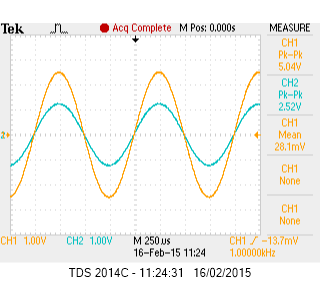 Tek Acq Complete M Pos: 0.000s MEASURE
CH1
Pk-Pk
5.04V
CH2
Pk-Pk
2.52V
CH1
Mean
28.1mV
CH1
None
CH1
None
2
CH1 1.00V CH2 1.00V M 250µs CH1 / -13.7mV
16-Feb-15 11:24 1.00000kHz
TDS 2014C - 11:24:31 16/02/2015